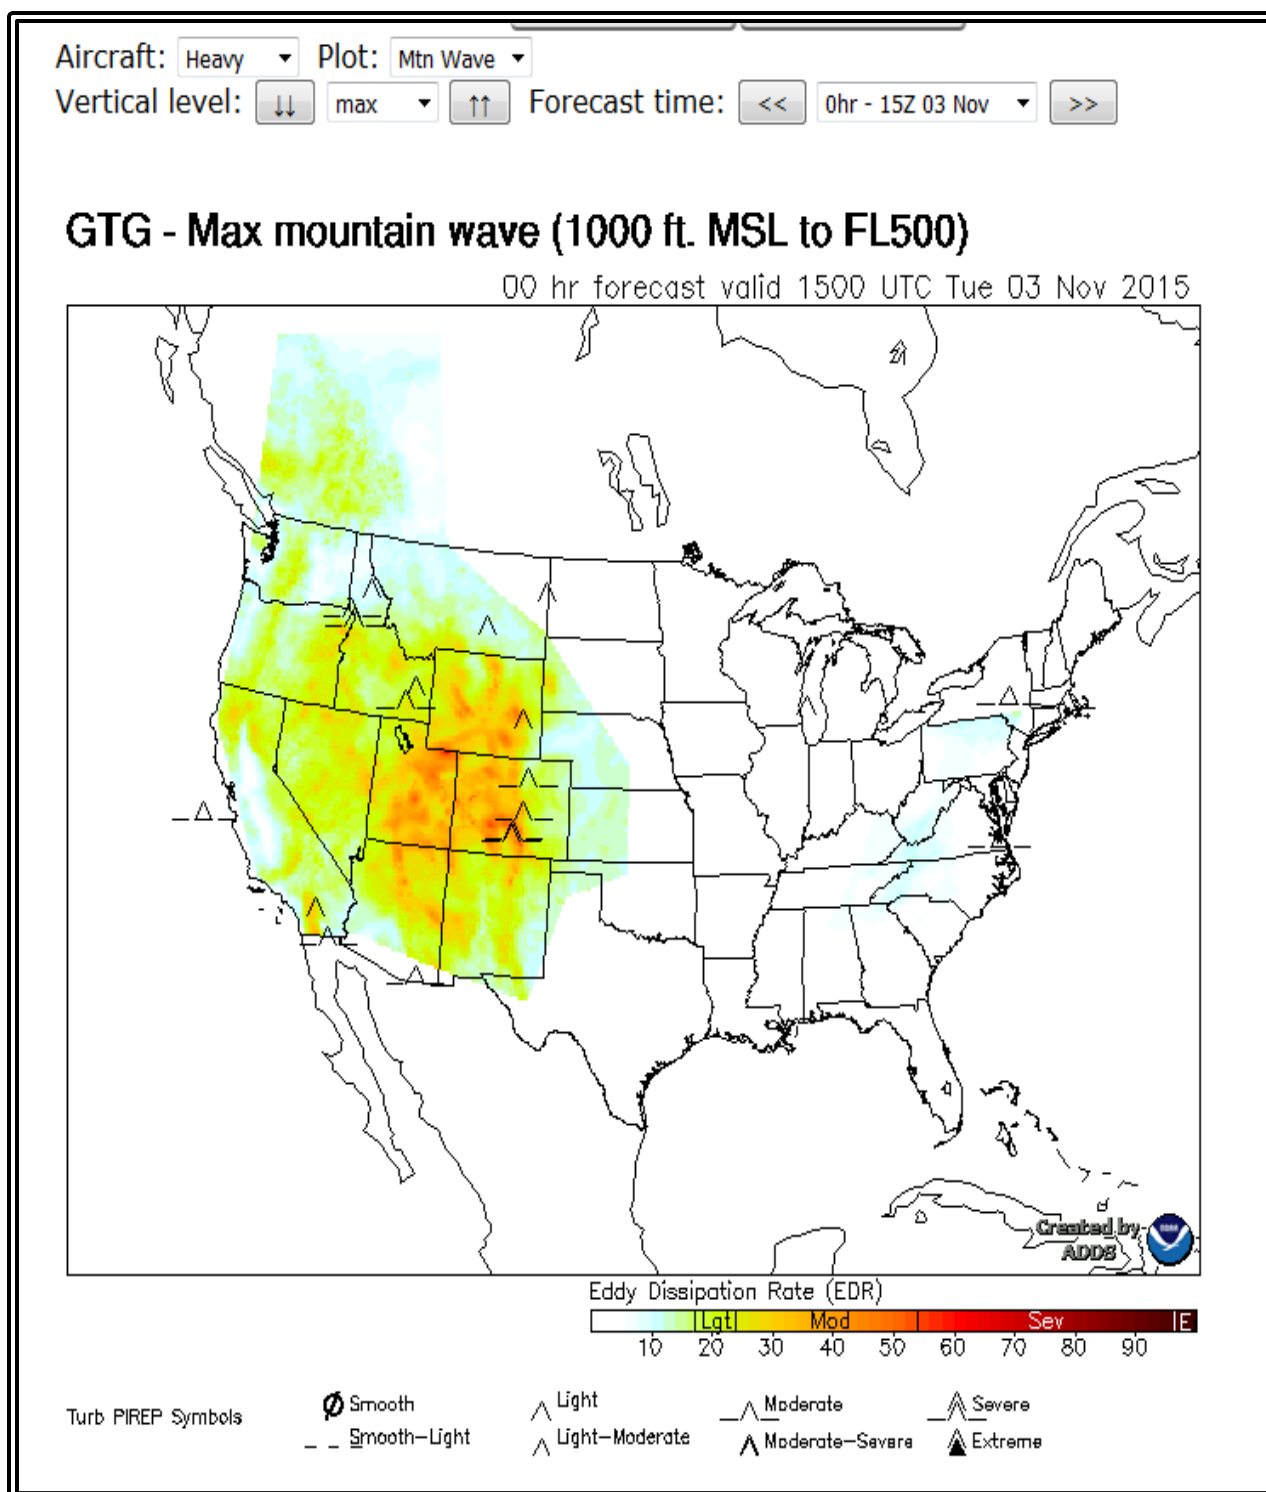 Aircraft: Heavy Plot: Mtn Wave
Vertical level: ↓↓ max ↑↑ Forecast time: << 0hr - 15Z 03 Nov >>
GTG - Max mountain wave (1000 ft. MSL to FL500)
00 hr forecast valid 1500 UTC Tue 03 Nov 2015
Created by
ADDS
Eddy Dissipation Rate (EDR)
Lgt Mod Sev E
10 20 30 40 50 60 70 80 90
Turb PIREP Symbols
Smooth Light Moderate Severe
Smooth-Light Light-Moderate Moderate-Severe Extreme